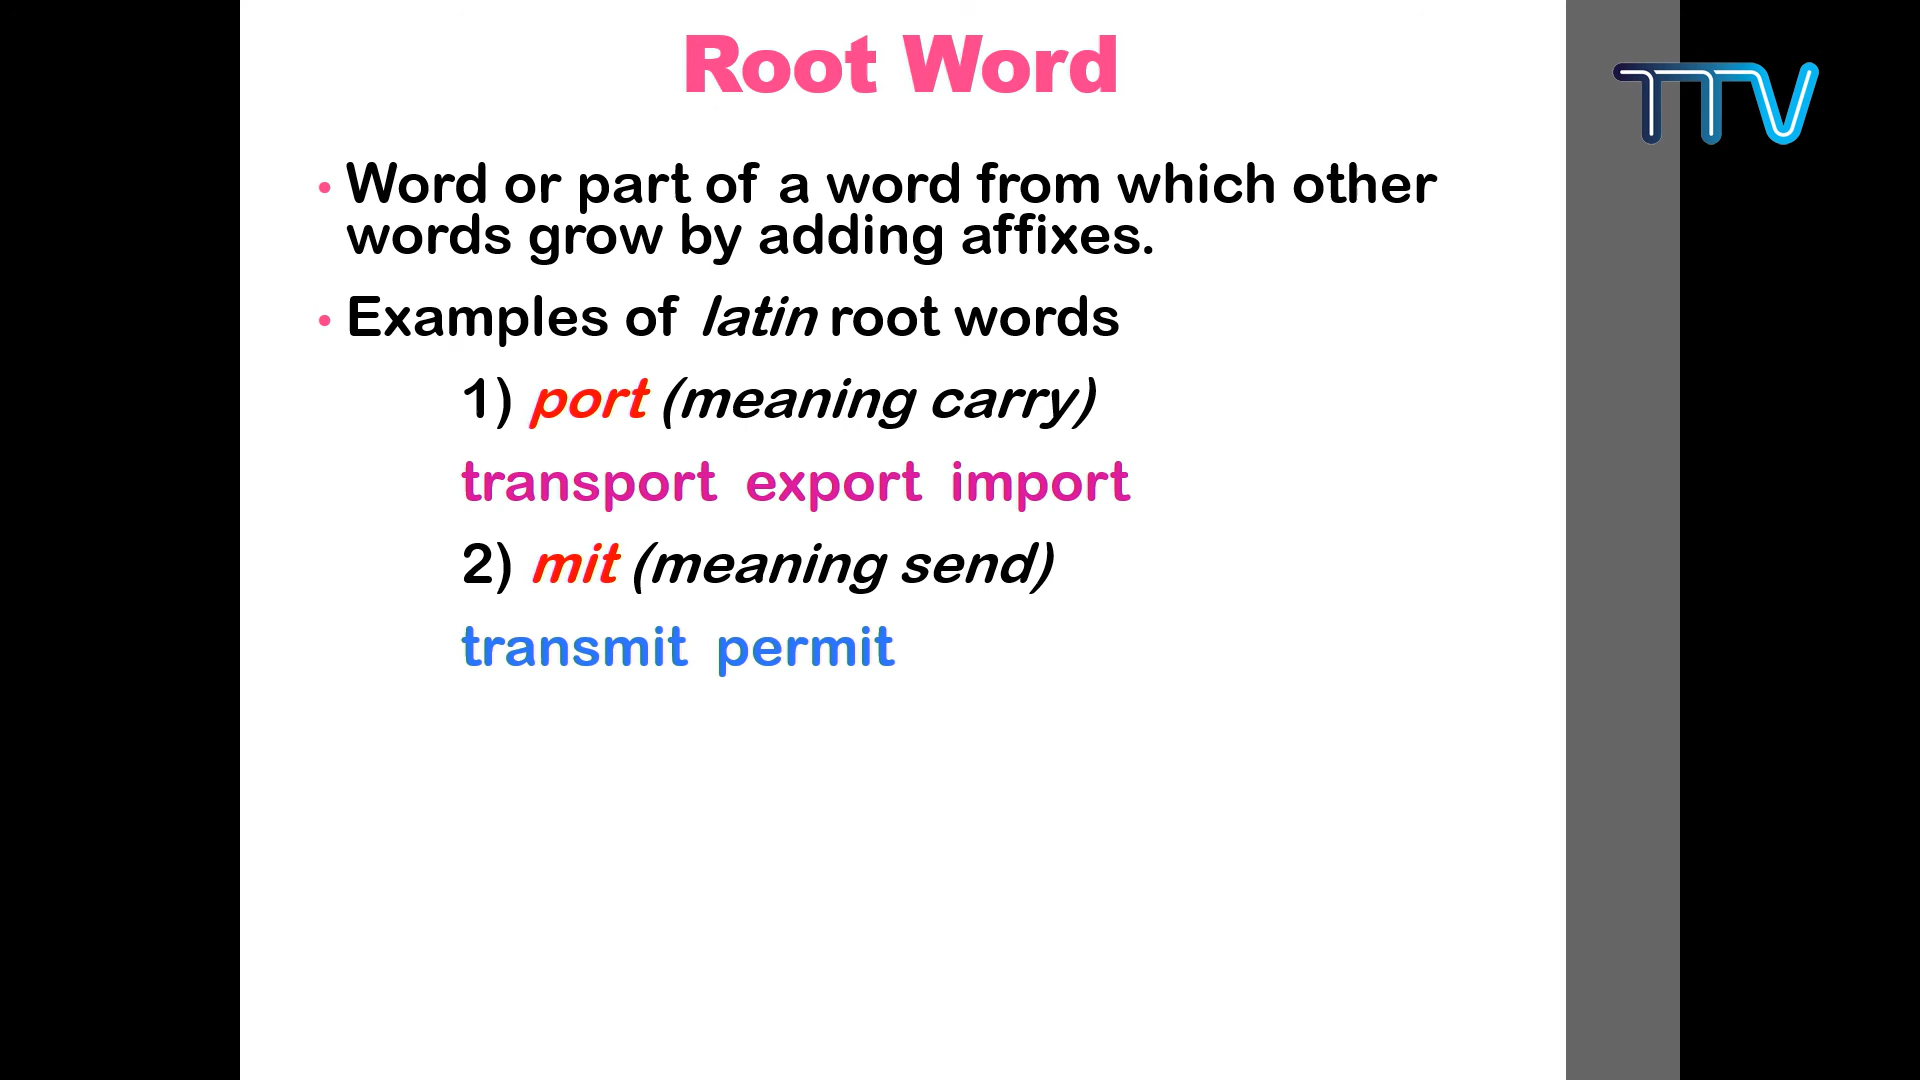 Root Word
TTV
• Word or part of a word from which other
words grow by adding affixes.
• Examples of latin root words
1) port (meaning carry)
transport export import
2) mit (meaning send)
transmit permit